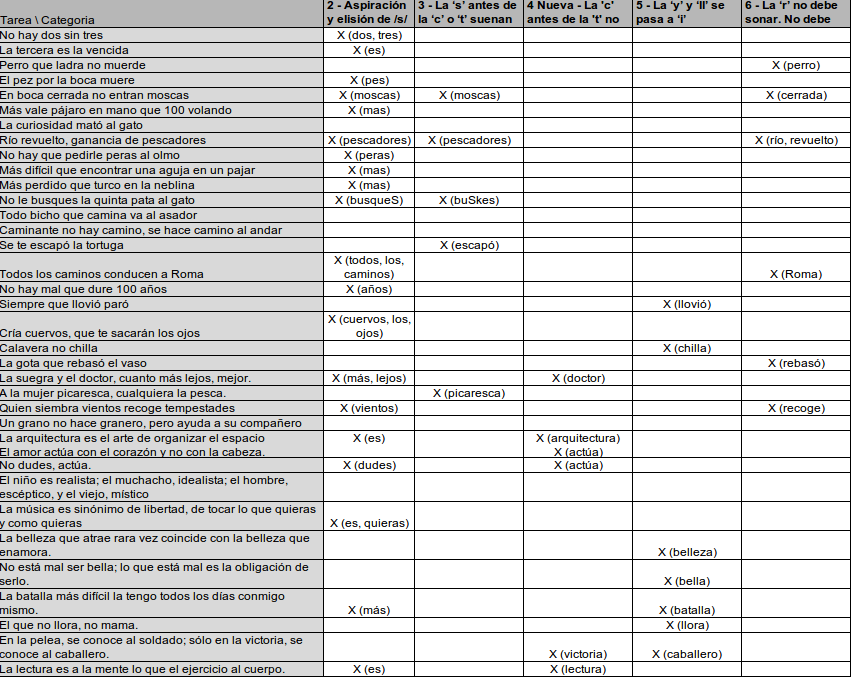 Tarea \ Categoria 2 - Aspiración y elisión de /s/ 3 - La ‘s’ antes de la ‘c’ o ‘t’ suenan 4 Nueva - La 'c' antes de la 't' no 5 - La ‘y’ y ‘ll’ se pasa a ‘i’ 6 - La ‘r’ no debe sonar. No debe
No hay dos sin tres X (dos, tres)
La tercera es la vencida X (es)
Perro que ladra no muerde X (perro)
El pez por la boca muere X (pes)
En boca cerrada no entran moscas X (moscas) X (moscas) X (cerrada)
Más vale pájaro en mano que 100 volando X (mas)
La curiosidad mató al gato
Río revuelto, ganancia de pescadores X (pescadores) X (pescadores) X (río, revuelto)
No hay que pedirle peras al olmo X (peras)
Más difícil que encontrar una aguja en un pajar X (mas)
Más perdido que turco en la neblina X (mas)
No le busques la quinta pata al gato X (busqueS) X (buSkes)
Todo bicho que camina va al asador
Caminante no hay camino, se hace camino al andar
Se te escapó la tortuga X (escapó)
Todos los caminos conducen a Roma X (todos, los, caminos) X (Roma)
No hay mal que dure 100 años X (años)
Siempre que llovió paró X (llovió)
Cría cuervos, que te sacarán los ojos X (cuervos, los, ojos)
Calavera no chilla X (chilla)
La gota que rebasó el vaso X (rebasó)
La suegra y el doctor, cuanto más lejos, mejor. X (más, lejos) X (doctor)
A la mujer picaresca, cualquiera la pesca. X (picaresca)
Quien siembra vientos recoge tempestades X (vientos) X (recoge)
Un grano no hace granero, pero ayuda a su compañero
La arquitectura es el arte de organizar el espacio X (es) X (arquitectura)
El amor actúa con el corazón y no con la cabeza. X (actúa)
No dudes, actúa. X (dudes) X (actúa)
El niño es realista; el muchacho, idealista; el hombre,
escéptico, y el viejo, místico
La música es sinónimo de libertad, de tocar lo que quieras
y como quieras X (es, quieras)
La belleza que atrae rara vez coincide con la belleza que
enamora. X (belleza)
No está mal ser bella; lo que está mal es la obligación de
serlo. X (bella)
La batalla más difícil la tengo todos los días conmigo
mismo. X (más) X (batalla)
El que no llora, no mama. X (llora)
En la pelea, se conoce al soldado; sólo en la victoria, se
conoce al caballero. X (victoria) X (caballero)
La lectura es a la mente lo que el ejercicio al cuerpo. X (es) X (lectura)